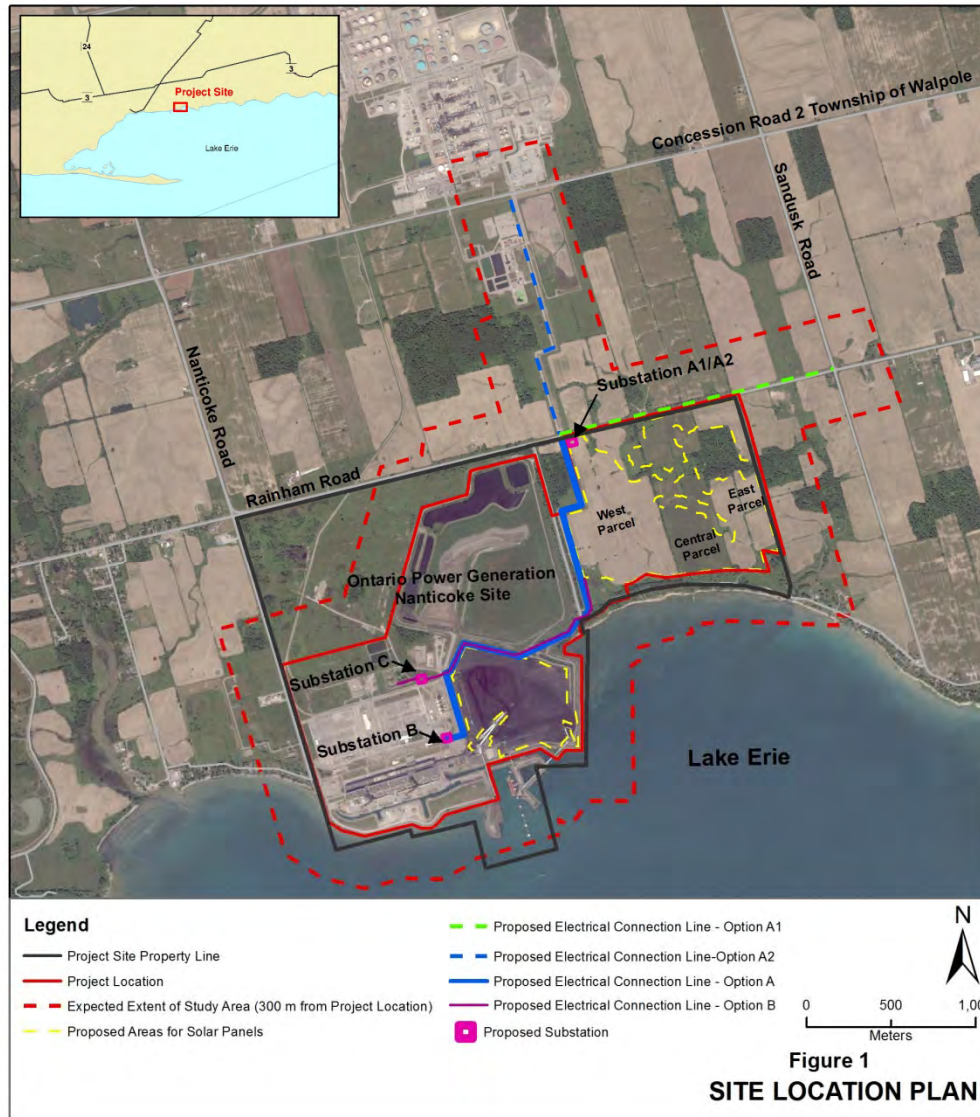 24
3
3
Project Site
Lake Erie
Concession Road 2 Township of Walpole
Sandusk Road
Nanticoke Road
Substation A1/A2
Rainham Road
West
Parcel
East
Parcel
Central
Parcel
Ontario Power Generation
Nanticoke Site
Substation C
Substation B
Lake Erie
Legend
Project Site Property Line
Project Location
Expected Extent of Study Area (300 m from Project Location)
Proposed Areas for Solar Panels
Proposed Electrical Connection Line - Option A1
Proposed Electrical Connection Line-Option A2
Proposed Electrical Connection Line - Option A
Proposed Electrical Connection Line - Option B
Proposed Substation
N
0 500 1,00
Meters
Figure 1
SITE LOCATION PLAN